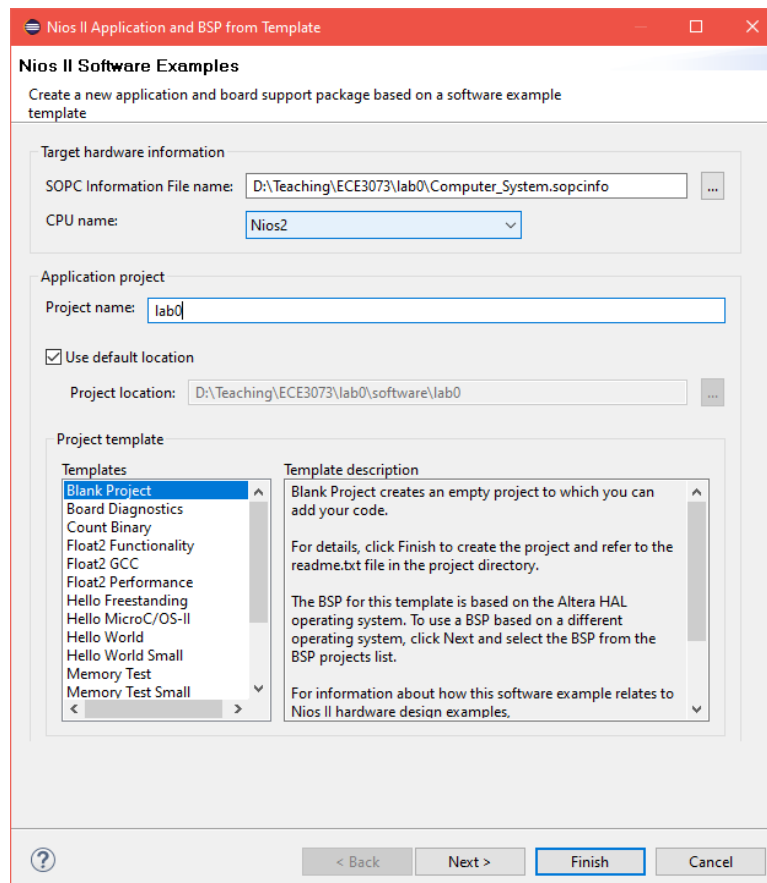 Nios II Application and BSP from Template
Nios II Software Examples
Create a new application and board support package based on a software example
template
Target hardware information
SOPC Information File name:
D:\Teaching\ECE3073\lab0\Computer_System.sopcinfo
...
CPU name:
Nios2
Application project
Project name:
lab0
Use default location
Project location:
D:\Teaching\ECE3073\lab0\software\lab0
...
Project template
Templates
Blank Project
Board Diagnostics
Count Binary
Float2 Functionality
Float2 GCC
Float2 Performance
Hello Freestanding
Hello MicroC/OS-II
Hello World
Hello World Small
Memory Test
Memory Test Small
Template description
Blank Project creates an empty project to which you can
add your code.
For details, click Finish to create the project and refer to the
readme.txt file in the project directory.
The BSP for this template is based on the Altera HAL
operating system. To use a BSP based on a different
operating system, click Next and select the BSP from the
BSP projects list.
For information about how this software example relates to
Nios II hardware design examples,
?
< Back
Next >
Finish
Cancel